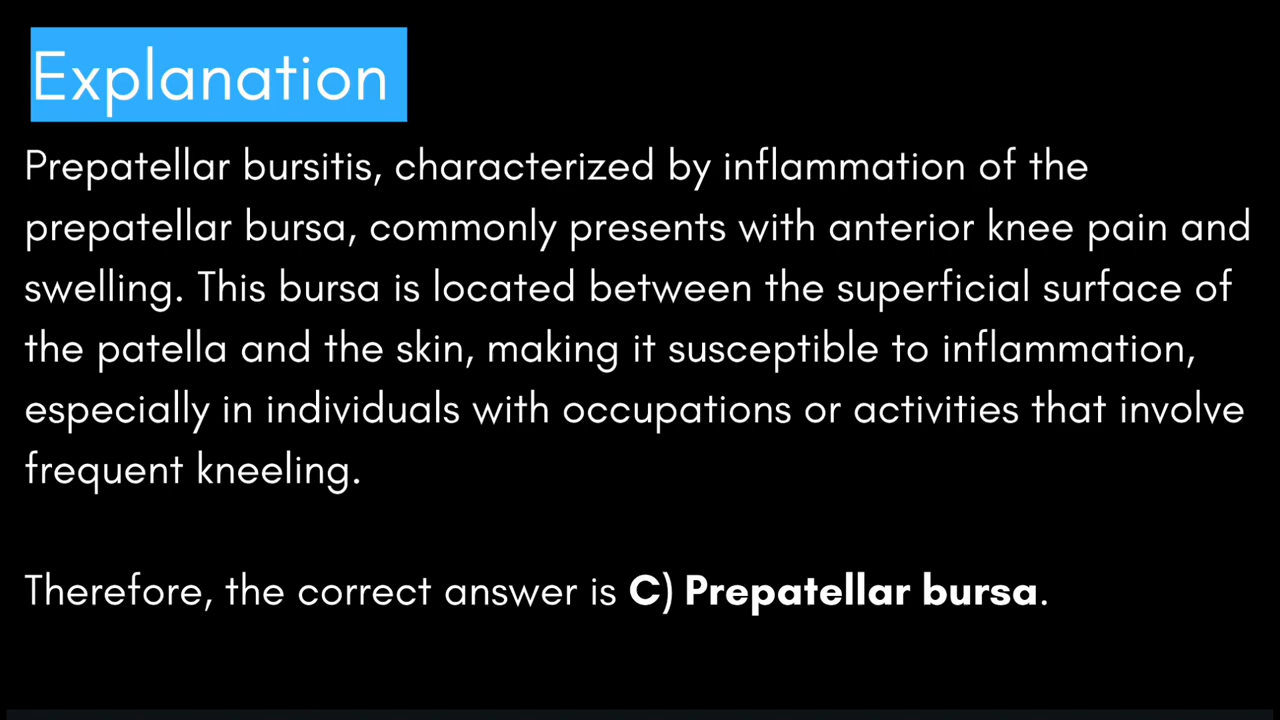 Explanation
Prepatellar bursitis, characterized by inflammation of the
prepatellar bursa, commonly presents with anterior knee pain and
swelling. This bursa is located between the superficial surface of
the patella and the skin, making it susceptible to inflammation,
especially in individuals with occupations or activities that involve
frequent kneeling.
Therefore, the correct answer is C) Prepatellar bursa.